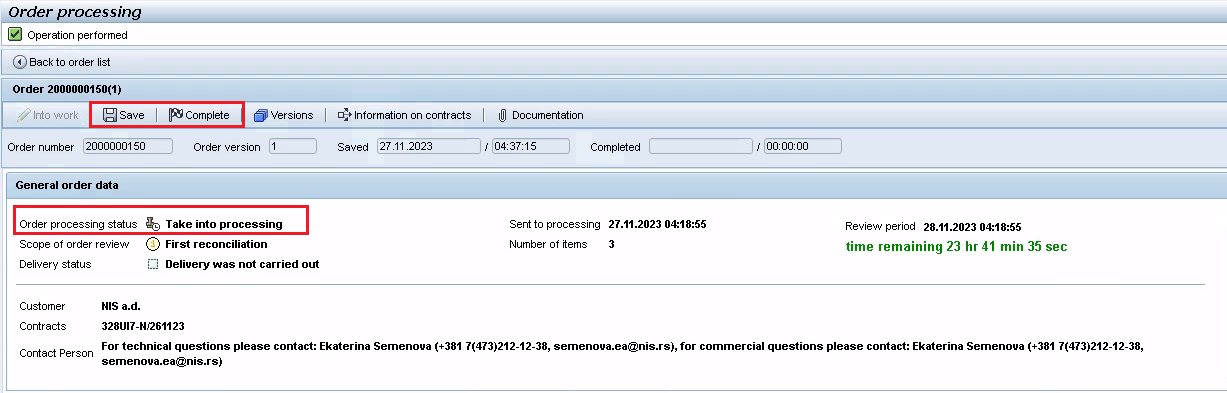 Order processing
Operation performed
Back to order list
Order 2000000150(1)
Into work Save Complete Versions Information on contracts Documentation
Order number 2000000150 Order version 1 Saved 27.11.2023 / 04:37:15 Completed / 00:00:00
General order data
Order processing status Take into processing Sent to processing 27.11.2023 04:18:55 Review period 28.11.2023 04:18:55
Scope of order review 1 First reconciliation Number of items 3 time remaining 23 hr 41 min 35 sec
Delivery status Delivery was not carried out
Customer NIS a.d.
Contracts 328UI7-N/261123
Contact Person For technical questions please contact: Ekaterina Semenova (+381 7(473)212-12-38, semenova.ea@nis.rs), for commercial questions please contact: Ekaterina Semenova (+381 7(473)212-12-38,
semenova.ea@nis.rs)